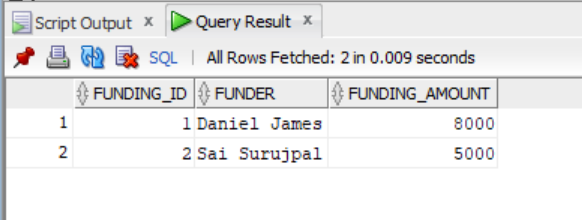 Script Output x Query Result x
SQL | All Rows Fetched: 2 in 0.009 seconds
FUNDING_ID FUNDER FUNDING_AMOUNT
1 1 Daniel James 8000
2 2 Sai Surujpal 5000